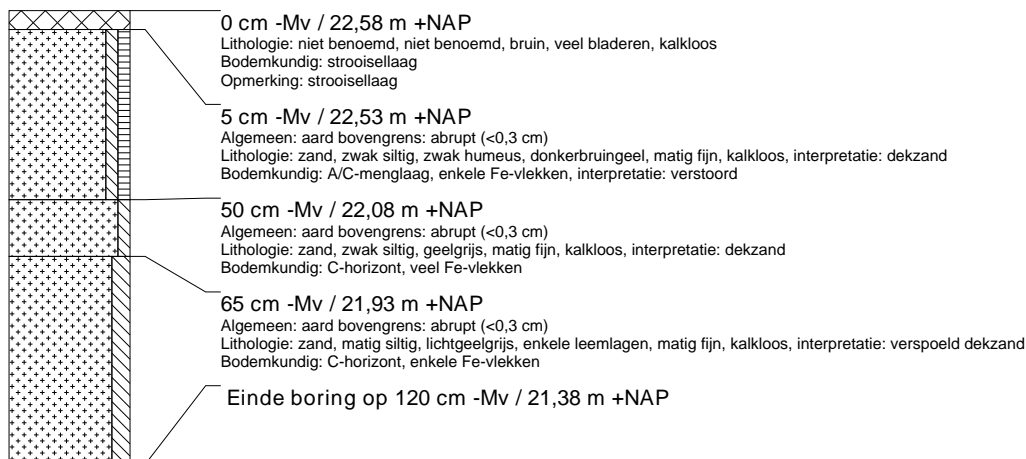 0 cm -Mv / 22,58 m +NAP
Lithologie: niet benoemd, niet benoemd, bruin, veel bladeren, kalkloos
Bodemkundig: strooisellaag
Opmerking: strooisellaag
5 cm -Mv / 22,53 m +NAP
Algemeen: aard bovengrens: abrupt (<0,3 cm)
Lithologie: zand, zwak siltig, zwak humeus, donkerbruingeel, matig fijn, kalkloos, interpretatie: dekzand
Bodemkundig: A/C-menglaag, enkele Fe-vlekken, interpretatie: verstoord
50 cm -Mv / 22,08 m +NAP
Algemeen: aard bovengrens: abrupt (<0,3 cm)
Lithologie: zand, zwak siltig, geelgrijs, matig fijn, kalkloos, interpretatie: dekzand
Bodemkundig: C-horizont, veel Fe-vlekken
65 cm -Mv / 21,93 m +NAP
Algemeen: aard bovengrens: abrupt (<0,3 cm)
Lithologie: zand, matig siltig, lichtgeelgrijs, enkele leemlagen, matig fijn, kalkloos, interpretatie: verspoeld dekzand
Bodemkundig: C-horizont, enkele Fe-vlekken
Einde boring op 120 cm -Mv / 21,38 m +NAP